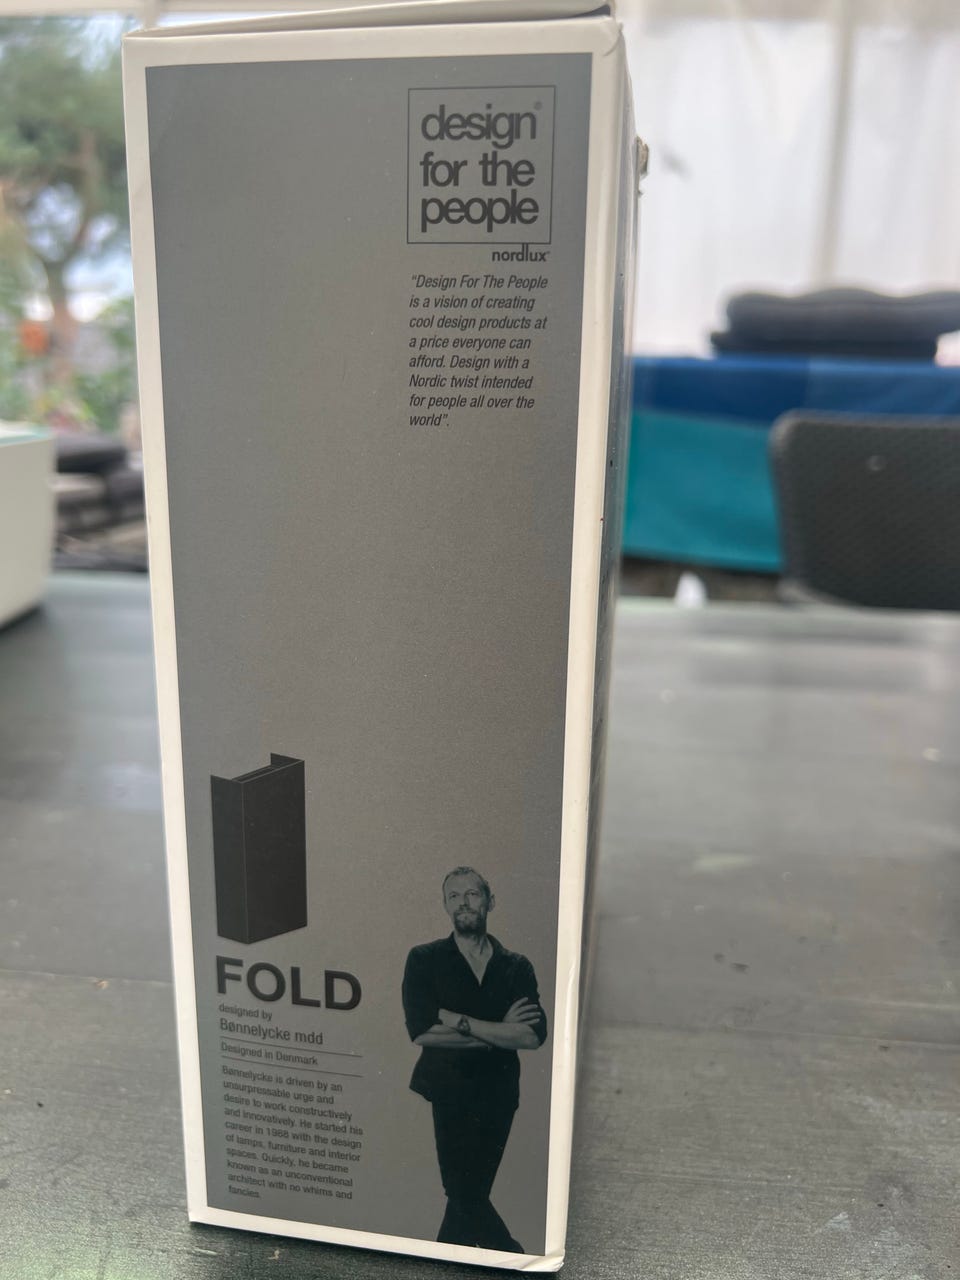 design®
for the
people
nordlux
"Design For The People
is a vision of creating
cool design products at
a price everyone can
afford. Design with a
Nordic twist intended
for people all over the
world".
FOLD
designed by
Bønnelycke mdd
Designed in Denmark
Bønnelycke is driven by an
unsurpressable urge and
desire to work constructively
and innovatively. He started his
career in 1988 with the design
of lamps, furniture and interior
spaces. Quickly, he became
known as an unconventional
architect with no whims and
fancies.